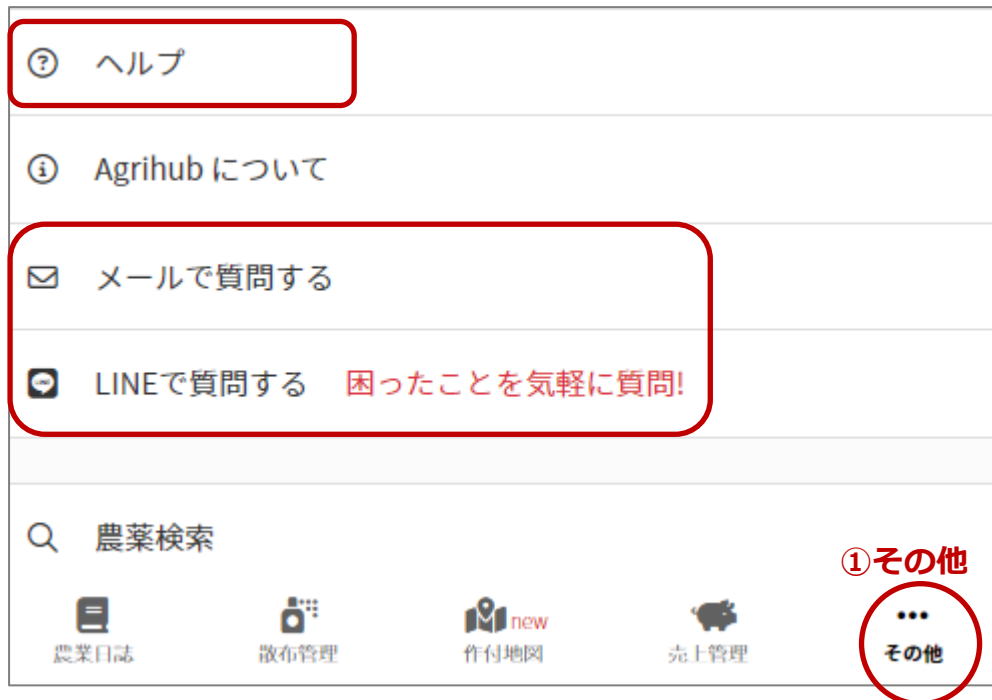 ヘルプ
Agrihub について
メールで質問する
LINEで質問する 困ったことを気軽に質問!
農薬検索
①その他
農業日誌 散布管理 作付地図 new 売上管理 その他